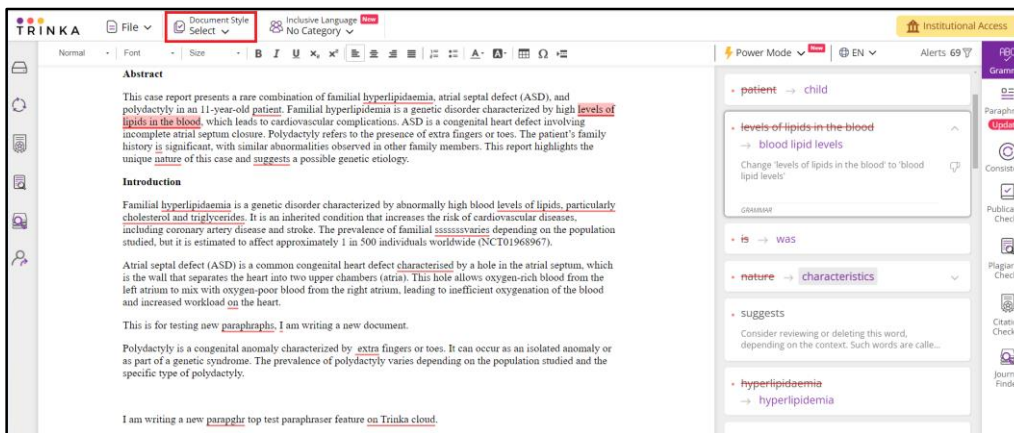 TRINKA
File
Document Style
Select
Inclusive Language New
No Category
Institutional Access
Normal
Font
Size
B I U x₂ x² A A Ω
Power Mode New
EN
Alerts 69
Abstract
This case report presents a rare combination of familial hyperlipidaemia, atrial septal defect (ASD), and
polydactyly in an 11-year-old patient. Familial hyperlipidemia is a genetic disorder characterized by high levels of
lipids in the blood, which leads to cardiovascular complications. ASD is a congenital heart defect involving
incomplete atrial septum closure. Polydactyly refers to the presence of extra fingers or toes. The patient's family
history is significant, with similar abnormalities observed in other family members. This report highlights the
unique nature of this case and suggests a possible genetic etiology.
Introduction
Familial hyperlipidaemia is a genetic disorder characterized by abnormally high blood levels of lipids, particularly
cholesterol and triglycerides. It is an inherited condition that increases the risk of cardiovascular diseases,
including coronary artery disease and stroke. The prevalence of familial sssssssvaries depending on the population
studied, but it is estimated to affect approximately 1 in 500 individuals worldwide (NCT01968967).
Atrial septal defect (ASD) is a common congenital heart defect characterised by a hole in the atrial septum, which
is the wall that separates the heart into two upper chambers (atria). This hole allows oxygen-rich blood from the
left atrium to mix with oxygen-poor blood from the right atrium, leading to inefficient oxygenation of the blood
and increased workload on the heart.
This is for testing new paraphraphs, I am writing a new document.
Polydactyly is a congenital anomaly characterized by extra fingers or toes. It can occur as an isolated anomaly or
as part of a genetic syndrome. The prevalence of polydactyly varies depending on the population studied and the
specific type of polydactyly.
I am writing a new parapghr top test paraphraser feature on Trinka cloud.
patient → child
levels of lipids in the blood
→ blood lipid levels
Change 'levels of lipids in the blood' to 'blood
lipid levels'
GRAMMAR
is → was
nature → characteristics
suggests
Consider reviewing or deleting this word,
depending on the context. Such words are calle...
hyperlipidaemia
→ hyperlipidemia
Gramm
Paraphr
Updat
Consist
Publica
Check
Plagiar
Check
Citati
Check
Journ
Finde